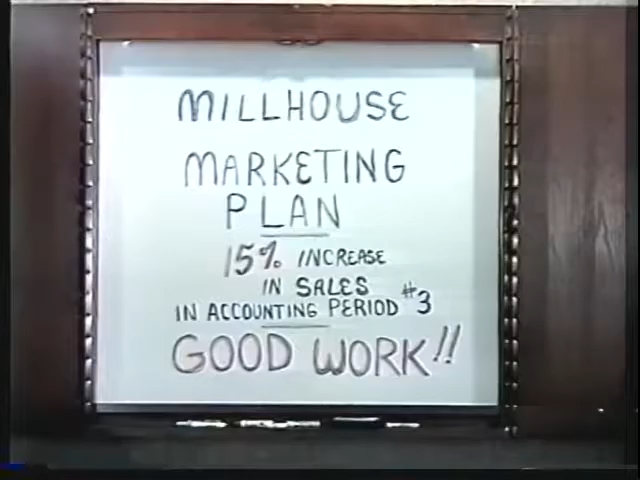 MILLHOUSE
MARKETING
PLAN
15% INCREASE
IN SALES
IN ACCOUNTING PERIOD #3
GOOD WORK!!